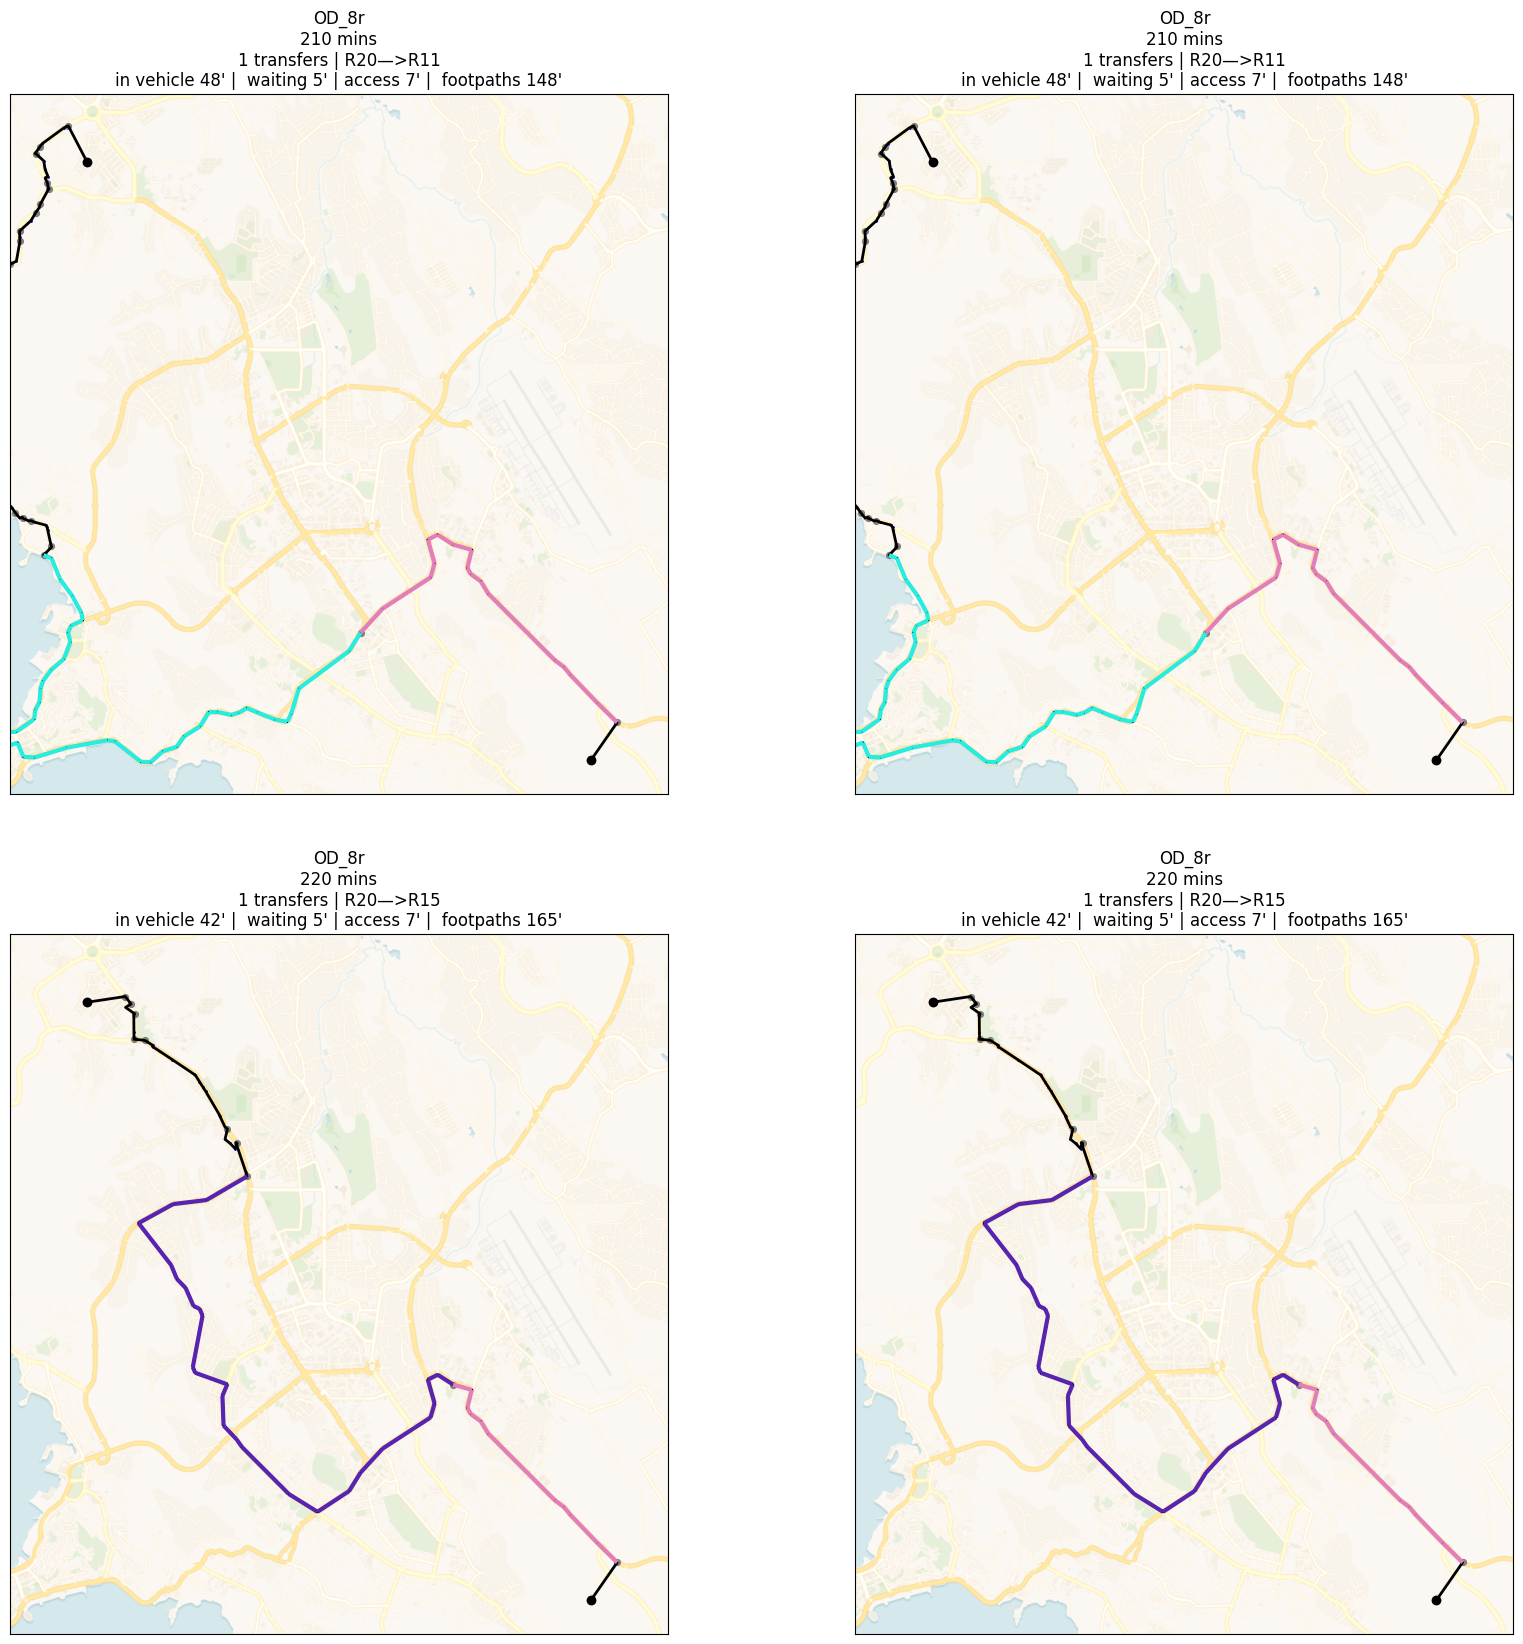 OD_8r
210 mins
1 transfers | R20—>R11
in vehicle 48' |  waiting 5' | access 7' |  footpaths 148'
OD_8r
210 mins
1 transfers | R20—>R11
in vehicle 48' |  waiting 5' | access 7' |  footpaths 148'
OD_8r
220 mins
1 transfers | R20—>R15
in vehicle 42' |  waiting 5' | access 7' |  footpaths 165'
OD_8r
220 mins
1 transfers | R20—>R15
in vehicle 42' |  waiting 5' | access 7' |  footpaths 165'